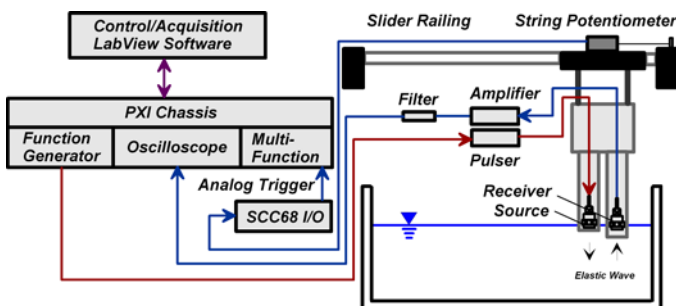 Control/Acquisition
LabView Software
PXI Chassis
Function
Generator
Oscilloscope
Multi-
Function
Analog Trigger
SCC68 I/O
Slider Railing
String Potentiometer
Filter
Amplifier
Pulser
Receiver
Source
Elastic Wave